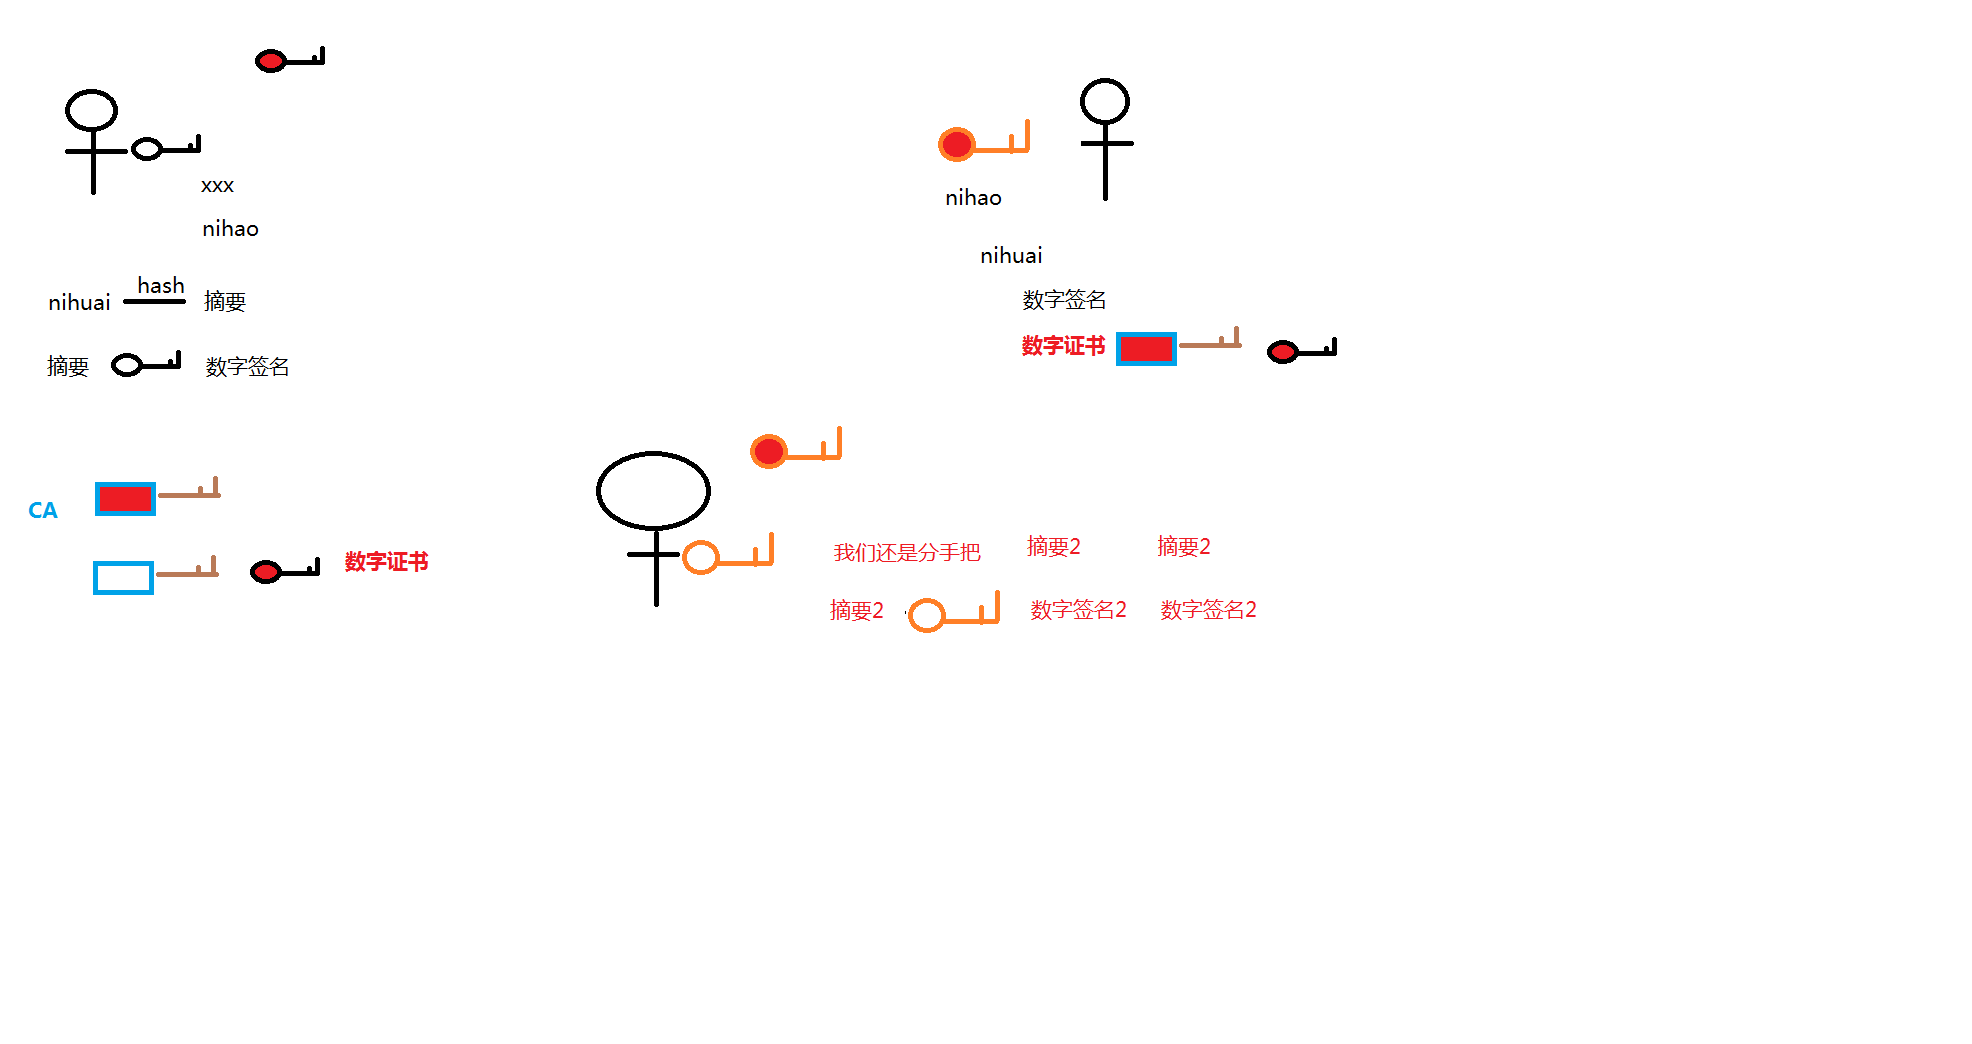 xxx
nihao
hash
nihuai 摘要
摘要 数字签名
nihao
nihuai
数字签名
数字证书
CA
数字证书
我们还是分手把 摘要2 摘要2
摘要2 数字签名2 数字签名2